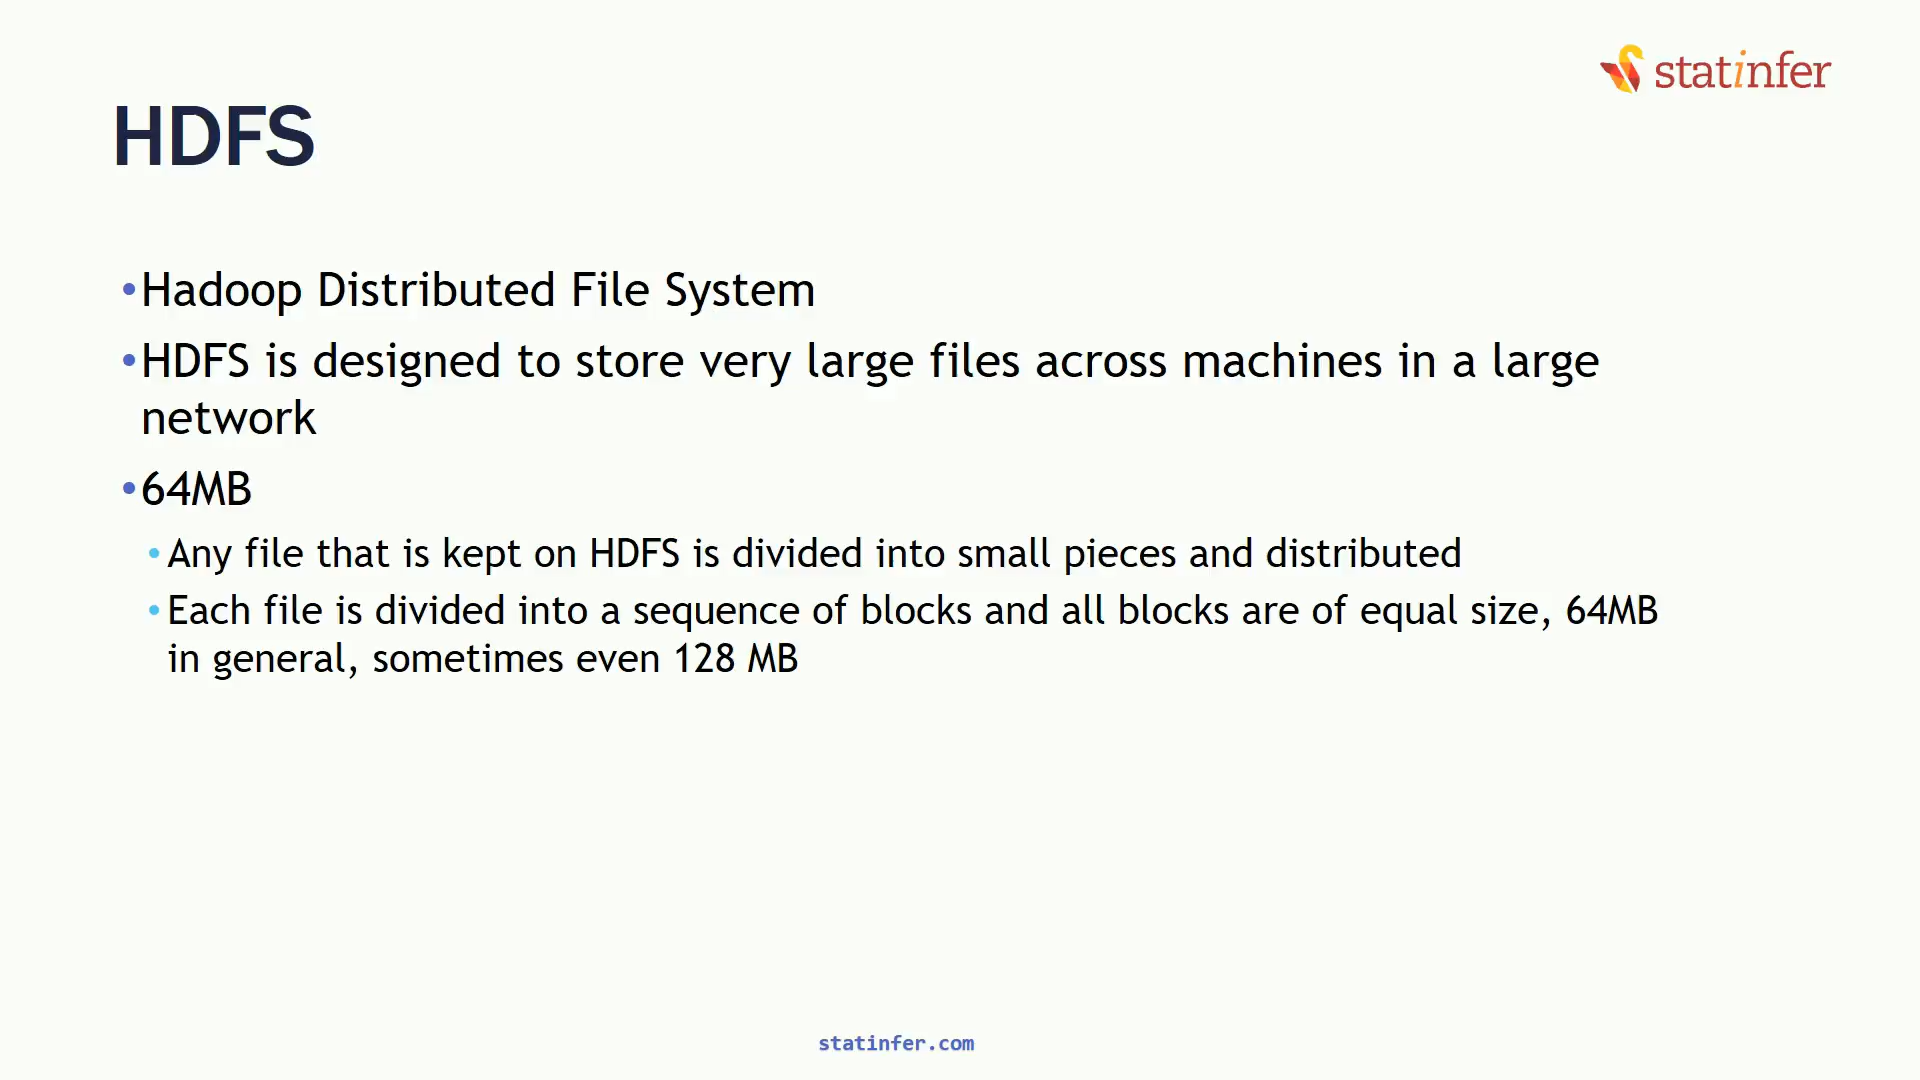 statinfer
HDFS
•Hadoop Distributed File System
•HDFS is designed to store very large files across machines in a large
network
•64MB
•Any file that is kept on HDFS is divided into small pieces and distributed
•Each file is divided into a sequence of blocks and all blocks are of equal size, 64MB
in general, sometimes even 128 MB
statinfer.com